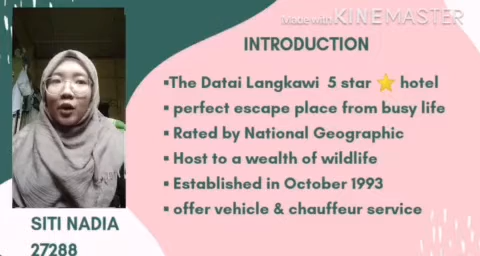 Made with KINEMASTER
INTRODUCTION
▪The Datai Langkawi 5 star ⭐ hotel
▪ perfect escape place from busy life
▪ Rated by National Geographic
▪ Host to a wealth of wildlife
▪ Established in October 1993
▪ offer vehicle & chauffeur service
SITI NADIA
27288